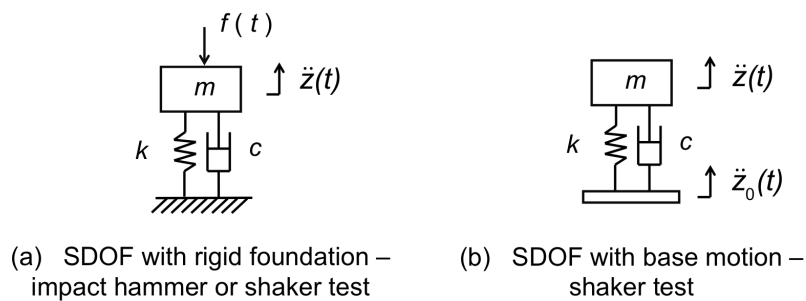 f(t)
m
z̈(t)
k
c
(a) SDOF with rigid foundation –
impact hammer or shaker test
m
z̈(t)
k
c
z̈₀(t)
(b) SDOF with base motion –
shaker test